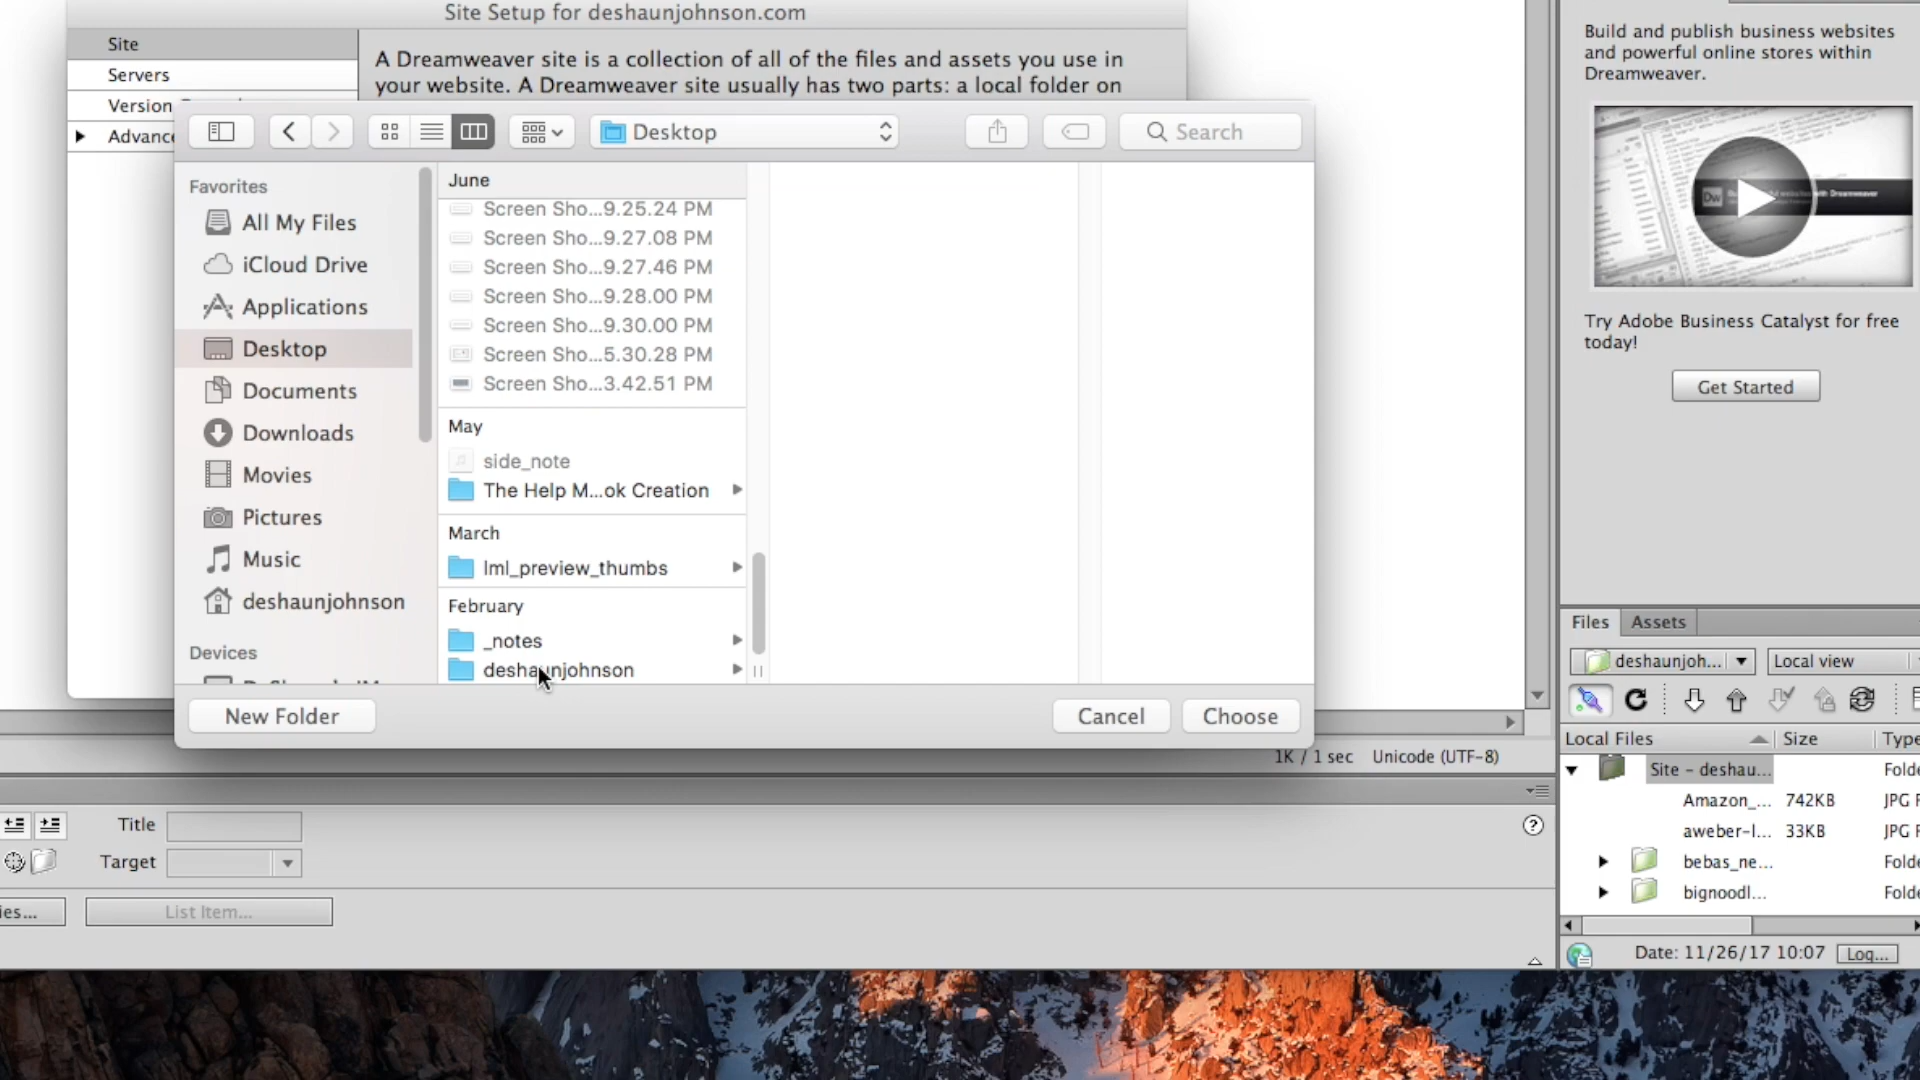 Site Setup for deshaunjohnson.com
Site
Servers
Version
Advance
A Dreamweaver site is a collection of all of the files and assets you use in
your website. A Dreamweaver site usually has two parts: a local folder on
Desktop
Search
Favorites
All My Files
iCloud Drive
Applications
Desktop
Documents
Downloads
Movies
Pictures
Music
deshaunjohnson
Devices
June
Screen Sho...9.25.24 PM
Screen Sho...9.27.08 PM
Screen Sho...9.27.46 PM
Screen Sho...9.28.00 PM
Screen Sho...9.30.00 PM
Screen Sho...5.30.28 PM
Screen Sho...3.42.51 PM
May
side_note
The Help M...ok Creation
March
lml_preview_thumbs
February
_notes
deshaunjohnson
New Folder
Cancel
Choose
1K / 1 sec Unicode (UTF-8)
Title
Target
ies...
List Item...
Build and publish business websites
and powerful online stores within
Dreamweaver.
Dw
Try Adobe Business Catalyst for free
today!
Get Started
Files Assets
deshaunjoh... Local view
Local Files Size Type
Site - deshau... Folde
Amazon_... 742KB JPG F
aweber-l... 33KB JPG F
bebas_ne... Folde
bignoodl... Folde
Date: 11/26/17 10:07 Log...